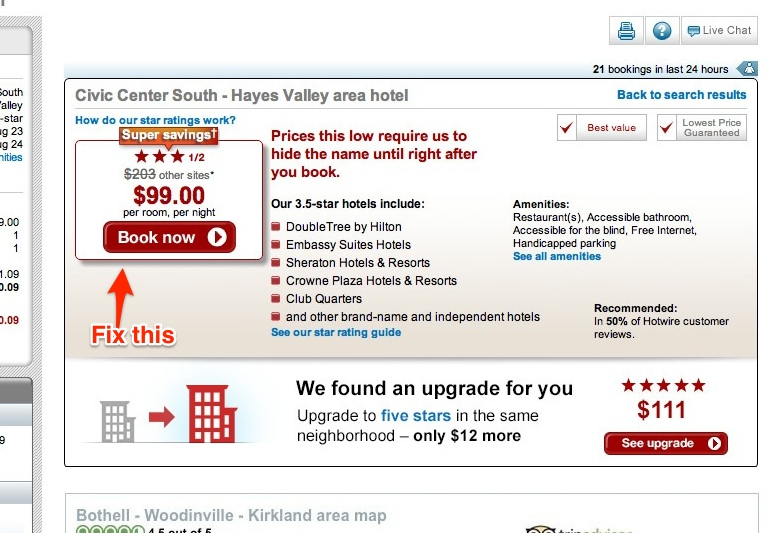 Live Chat
21 bookings in last 24 hours
Civic Center South - Hayes Valley area hotel
Back to search results
How do our star ratings work?
Super savings†
1/2
$203 other sites*
$99.00
per room, per night
Book now
Fix this
Prices this low require us to
hide the name until right after
you book.
Best value
Lowest Price
Guaranteed
Our 3.5-star hotels include:
DoubleTree by Hilton
Embassy Suites Hotels
Sheraton Hotels & Resorts
Crowne Plaza Hotels & Resorts
Club Quarters
and other brand-name and independent hotels
See our star rating guide
Amenities:
Restaurant(s), Accessible bathroom,
Accessible for the blind, Free Internet,
Handicapped parking
See all amenities
Recommended:
In 50% of Hotwire customer
reviews.
We found an upgrade for you
Upgrade to five stars in the same
neighborhood – only $12 more
$111
See upgrade
Bothell - Woodinville - Kirkland area map
4.5 out of 5
tripadvisor
outh
alley
-star
ug 23
ug 24
nities
9.00
1
1
1.09
0.09
0.09
9